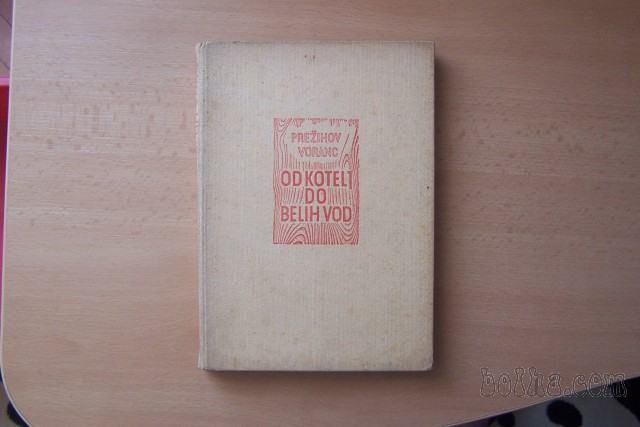 PREŽIHOV
VORANC
OD KOTELJ
DO
BELIH VOD
bolha.com